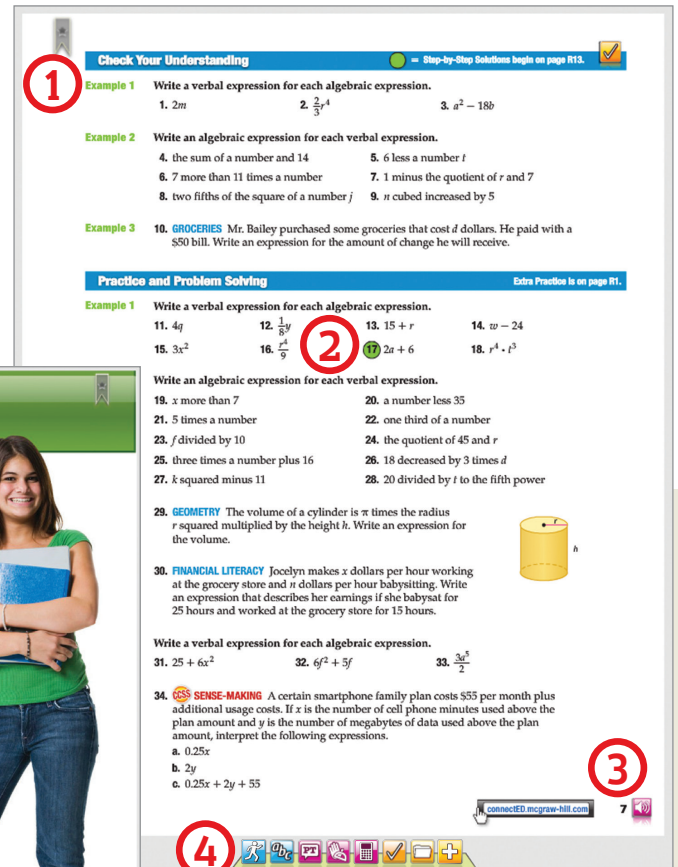 Check Your Understanding
= Step-by-Step Solutions begin on page R13.
1
Example 1 Write a verbal expression for each algebraic expression.
1. 2m 2. 2/3 r⁴ 3. a² − 18b
Example 2 Write an algebraic expression for each verbal expression.
4. the sum of a number and 14 5. 6 less a number t
6. 7 more than 11 times a number 7. 1 minus the quotient of r and 7
8. two fifths of the square of a number j 9. n cubed increased by 5
Example 3 10. GROCERIES Mr. Bailey purchased some groceries that cost d dollars. He paid with a
$50 bill. Write an expression for the amount of change he will receive.
Practice and Problem Solving Extra Practice is on page R1.
Example 1 Write a verbal expression for each algebraic expression.
11. 4q 12. 1/8 y 13. 15 + r 14. w − 24
2
15. 3x² 16. r⁴/9 17 2a + 6 18. r⁴ · t³
Write an algebraic expression for each verbal expression.
19. x more than 7 20. a number less 35
21. 5 times a number 22. one third of a number
23. f divided by 10 24. the quotient of 45 and r
25. three times a number plus 16 26. 18 decreased by 3 times d
27. k squared minus 11 28. 20 divided by t to the fifth power
29. GEOMETRY The volume of a cylinder is π times the radius
r squared multiplied by the height h. Write an expression for
the volume.
r
h
30. FINANCIAL LITERACY Jocelyn makes x dollars per hour working
at the grocery store and n dollars per hour babysitting. Write
an expression that describes her earnings if she babysat for
25 hours and worked at the grocery store for 15 hours.
Write a verbal expression for each algebraic expression.
31. 25 + 6x² 32. 6f² + 5f 33. 3a⁵/2
34. CCSS SENSE-MAKING A certain smartphone family plan costs $55 per month plus
additional usage costs. If x is the number of cell phone minutes used above the
plan amount and y is the number of megabytes of data used above the plan
amount, interpret the following expressions.
a. 0.25x
b. 2y
c. 0.25x + 2y + 55
3
connectED.mcgraw-hill.com 7
4
abc PT